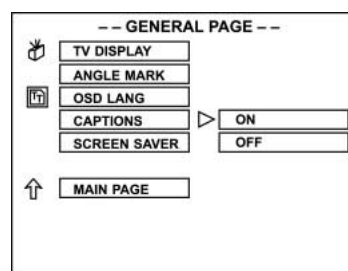 -- GENERAL PAGE --
TV DISPLAY
ANGLE MARK
OSD LANG
CAPTIONS
ON
SCREEN SAVER
OFF
MAIN PAGE